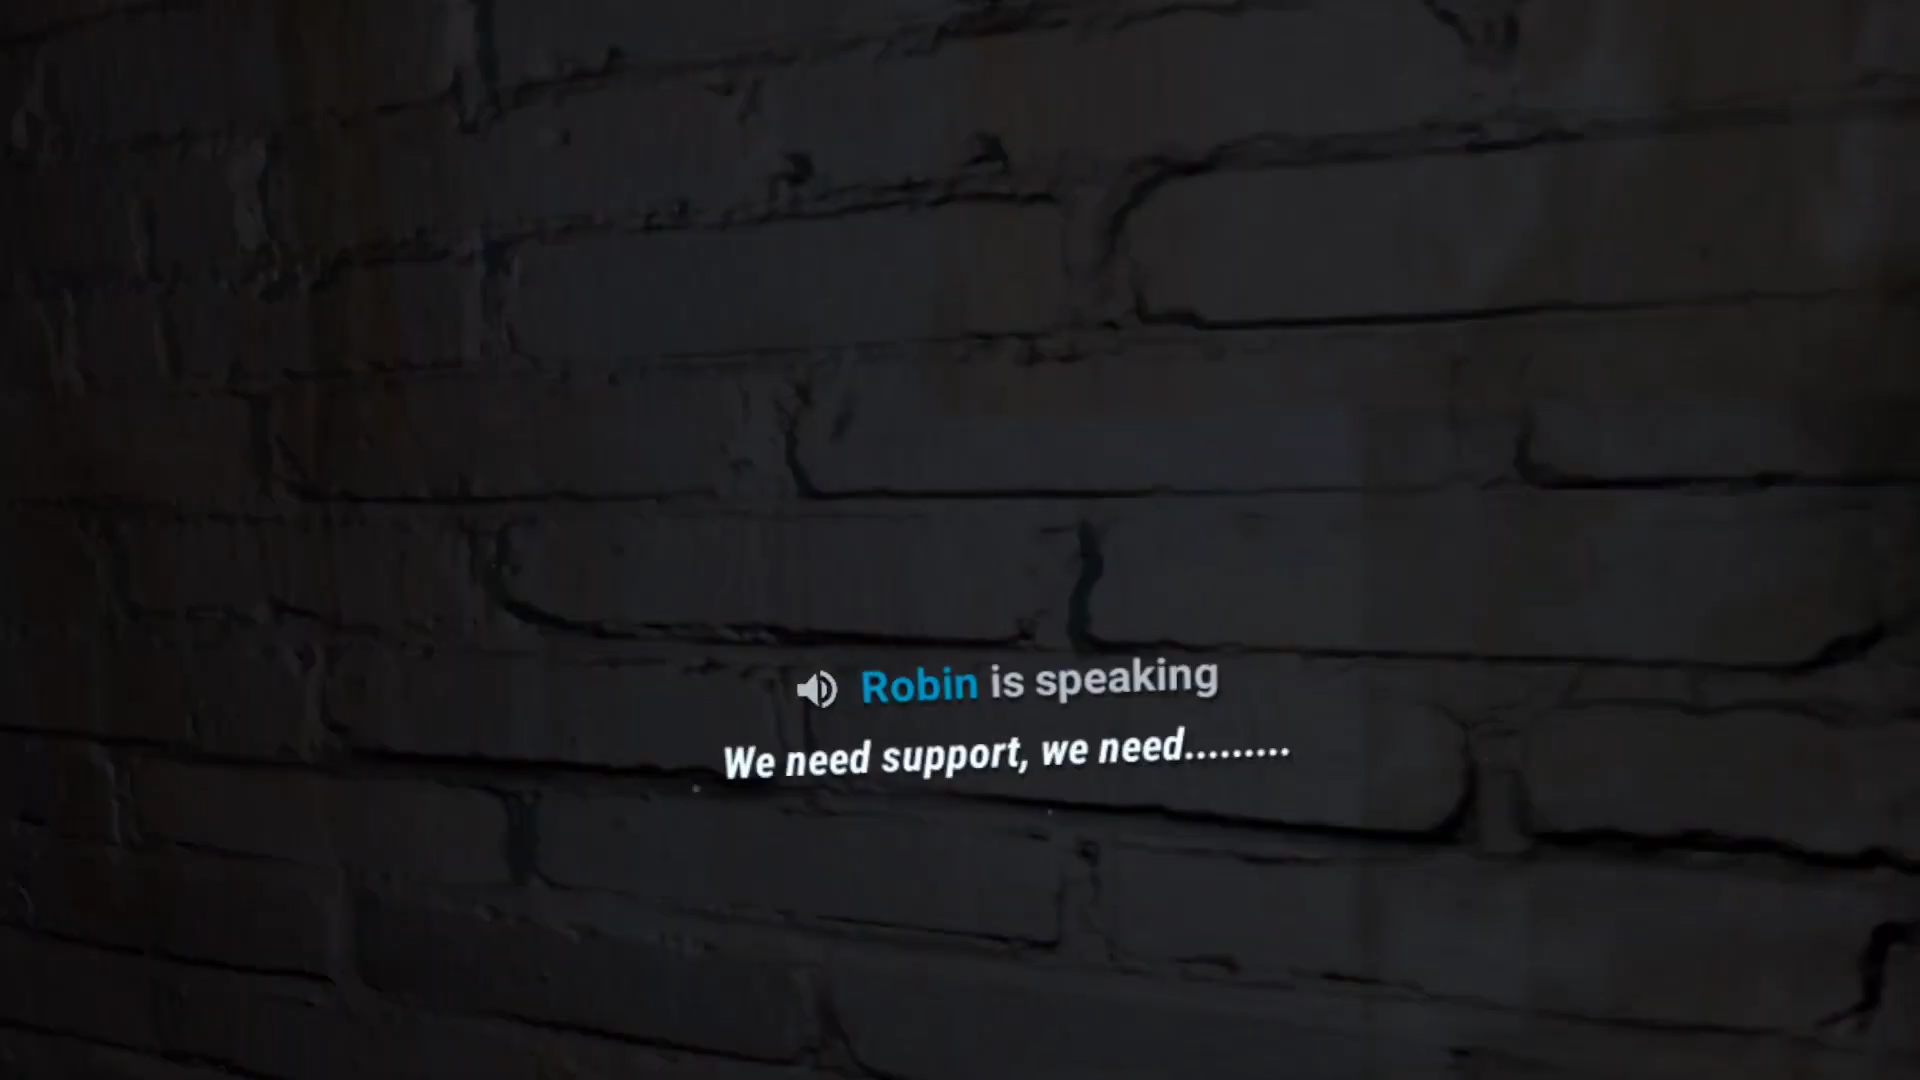 Robin is speaking
We need support, we need.........